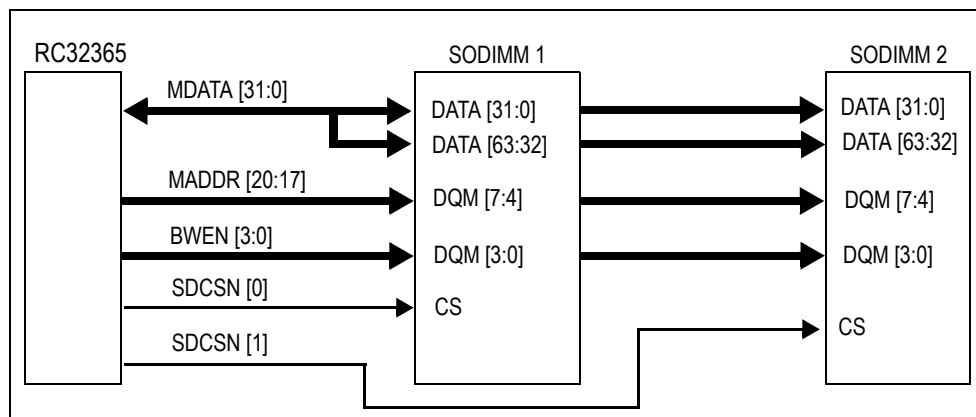 RC32365
SODIMM 1
SODIMM 2
MDATA [31:0]
DATA [31:0]
DATA [31:0]
DATA [63:32]
DATA [63:32]
MADDR [20:17]
DQM [7:4]
DQM [7:4]
BWEN [3:0]
DQM [3:0]
DQM [3:0]
SDCSN [0]
CS
SDCSN [1]
CS